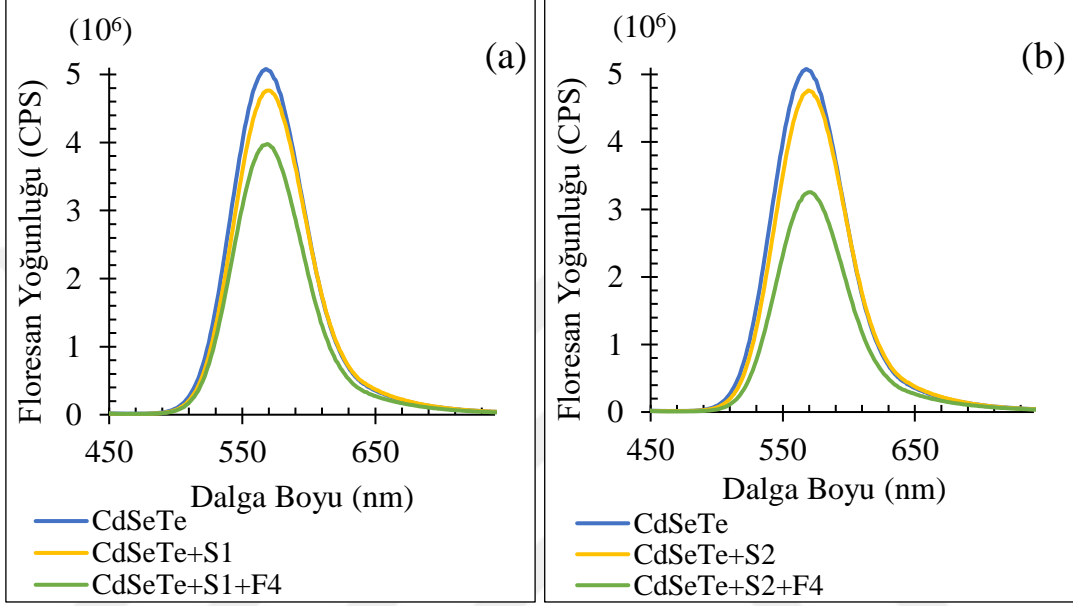 (10⁶)
(a)
Floresan Yoğunluğu (CPS)
5
4
3
2
1
0
450
550
650
Dalga Boyu (nm)
CdSeTe
CdSeTe+S1
CdSeTe+S1+F4
(10⁶)
(b)
Floresan Yoğunluğu (CPS)
5
4
3
2
1
0
450
550
650
Dalga Boyu (nm)
CdSeTe
CdSeTe+S2
CdSeTe+S2+F4